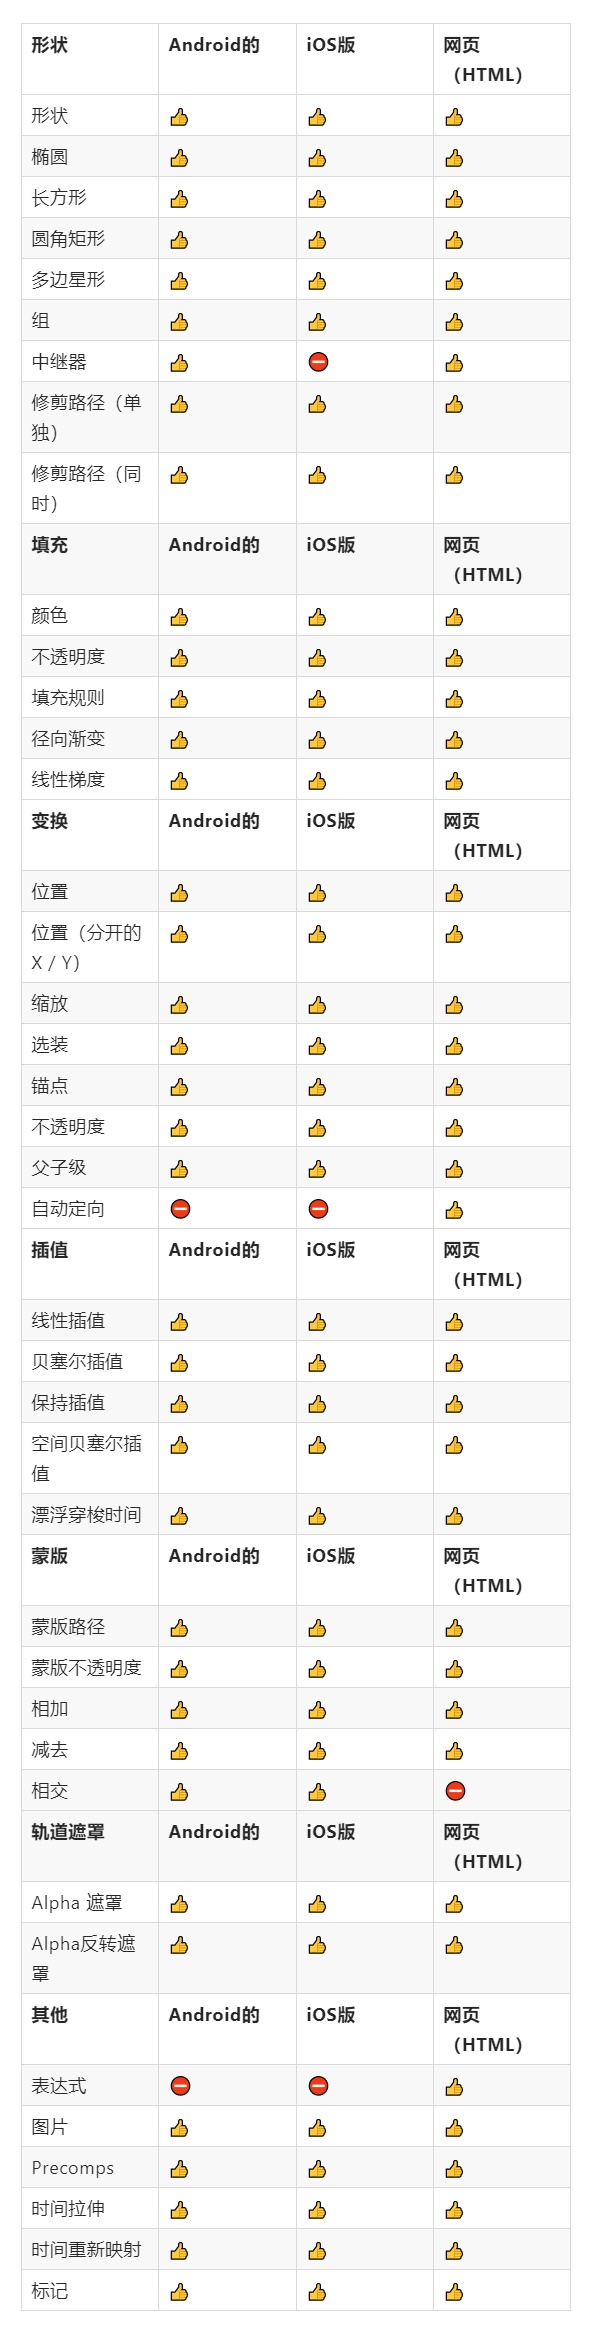 形状 Android的 iOS版 网页
（HTML）
形状 👍 👍 👍
椭圆 👍 👍 👍
长方形 👍 👍 👍
圆角矩形 👍 👍 👍
多边星形 👍 👍 👍
组 👍 👍 👍
中继器 👍 ⛔ 👍
修剪路径（单 👍 👍 👍
独）
修剪路径（同 👍 👍 👍
时）
填充 Android的 iOS版 网页
（HTML）
颜色 👍 👍 👍
不透明度 👍 👍 👍
填充规则 👍 👍 👍
径向渐变 👍 👍 👍
线性梯度 👍 👍 👍
变换 Android的 iOS版 网页
（HTML）
位置 👍 👍 👍
位置（分开的 👍 👍 👍
X / Y）
缩放 👍 👍 👍
选装 👍 👍 👍
锚点 👍 👍 👍
不透明度 👍 👍 👍
父子级 👍 👍 👍
自动定向 ⛔ ⛔ 👍
插值 Android的 iOS版 网页
（HTML）
线性插值 👍 👍 👍
贝塞尔插值 👍 👍 👍
保持插值 👍 👍 👍
空间贝塞尔插 👍 👍 👍
值
漂浮穿梭时间 👍 👍 👍
蒙版 Android的 iOS版 网页
（HTML）
蒙版路径 👍 👍 👍
蒙版不透明度 👍 👍 👍
相加 👍 👍 👍
减去 👍 👍 👍
相交 👍 👍 ⛔
轨道遮罩 Android的 iOS版 网页
（HTML）
Alpha 遮罩 👍 👍 👍
Alpha反转遮 👍 👍 👍
罩
其他 Android的 iOS版 网页
（HTML）
表达式 ⛔ ⛔ 👍
图片 👍 👍 👍
Precomps 👍 👍 👍
时间拉伸 👍 👍 👍
时间重新映射 👍 👍 👍
标记 👍 👍 👍